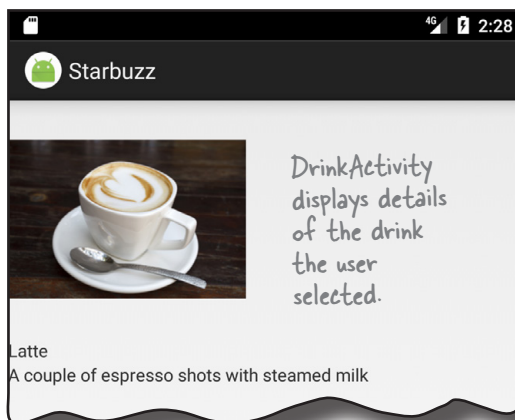 4G 2:28
Starbuzz
DrinkActivity
displays details
of the drink
the user
selected.
Latte
A couple of espresso shots with steamed milk